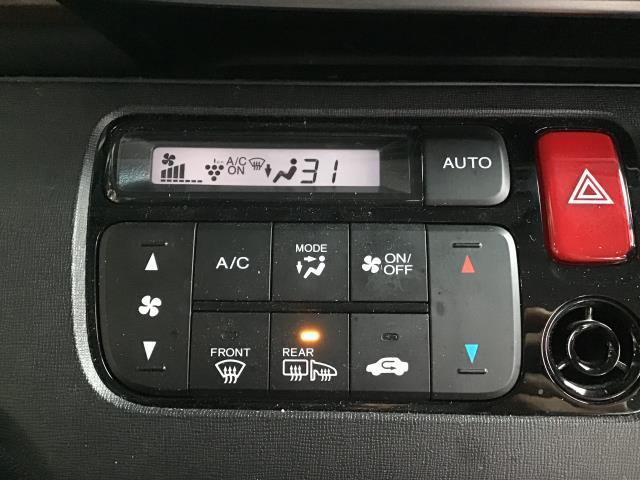 A/C
ON
31
AUTO
A/C
MODE
ON/
OFF
FRONT
REAR